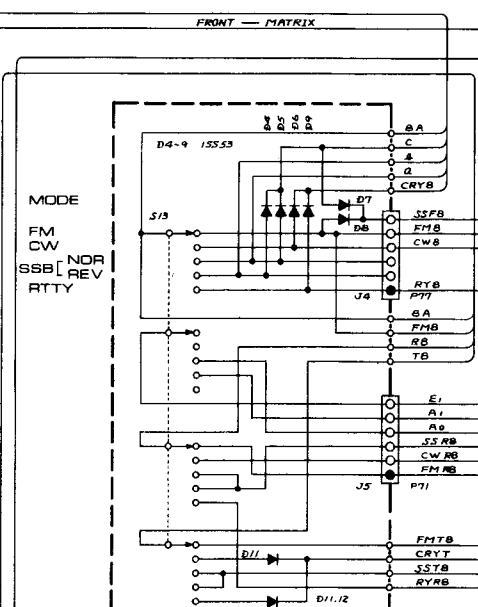 FRONT — MATRIX
D4 D5 D6 D9
D4~9 1SS53
8A
C
a
CRY8
MODE
FM
CW
SSB [ NOR
REV
RTTY
S13
D7
D8
SSF8
FM8
CW8
RY8
J4 P77
8A
FM8
R8
T8
E1
A1
A0
SSR8
CWR8
FMR8
J5 P71
FMT8
CRYT
SST8
RYR8
D11
D11.12